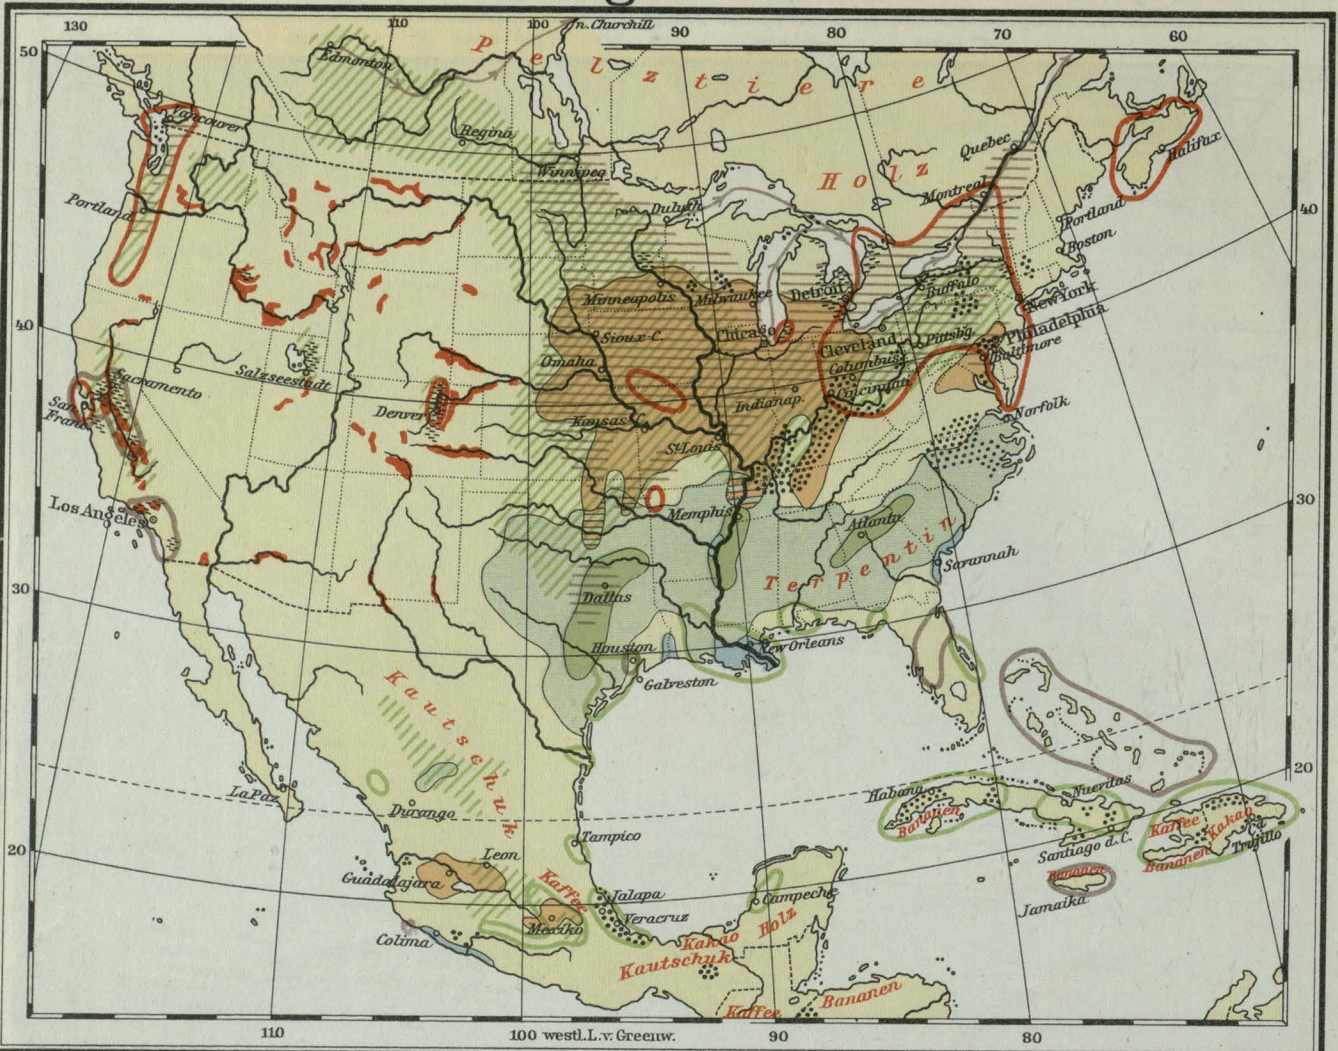 130
110
100
n. Churchill
90
80
70
60
50
Edmonton
Pelztiere
Vancouver
Regina
Winnipeg
Quebec
Halifax
Holz
Montreal
Portland
Duluth
Portland
Boston
40
Minneapolis
Milwaukee
Detroit
Buffalo
New York
Philadelphia
40
Sioux-C.
Chicago
Cleveland
Pittsbg.
Baltimore
Omaha
Columbus
Salzseestadt
Sacramento
San
Franc.
Denver
Kansas
Indianap.
Cincinnati
Norfolk
St. Louis
30
Los Angeles
Memphis
Atlanta
Terpentin
Savannah
30
Dallas
Houston
New Orleans
Galveston
Kautschuk
20
La Paz
Durango
Habana
Nuevitas
Bananen
Kaffee
Kakao
Cd
Trujillo
Tampico
Santiago d. C.
Bananen
20
Leon
Guadalajara
Kaffee
Jalapa
Campeche
Bananen
Jamaika
Veracruz
Mexiko
Colima
Kakao
Holz
Kautschuk
Bananen
Kaffee
110
100 westl. L. v. Greenw.
90
80